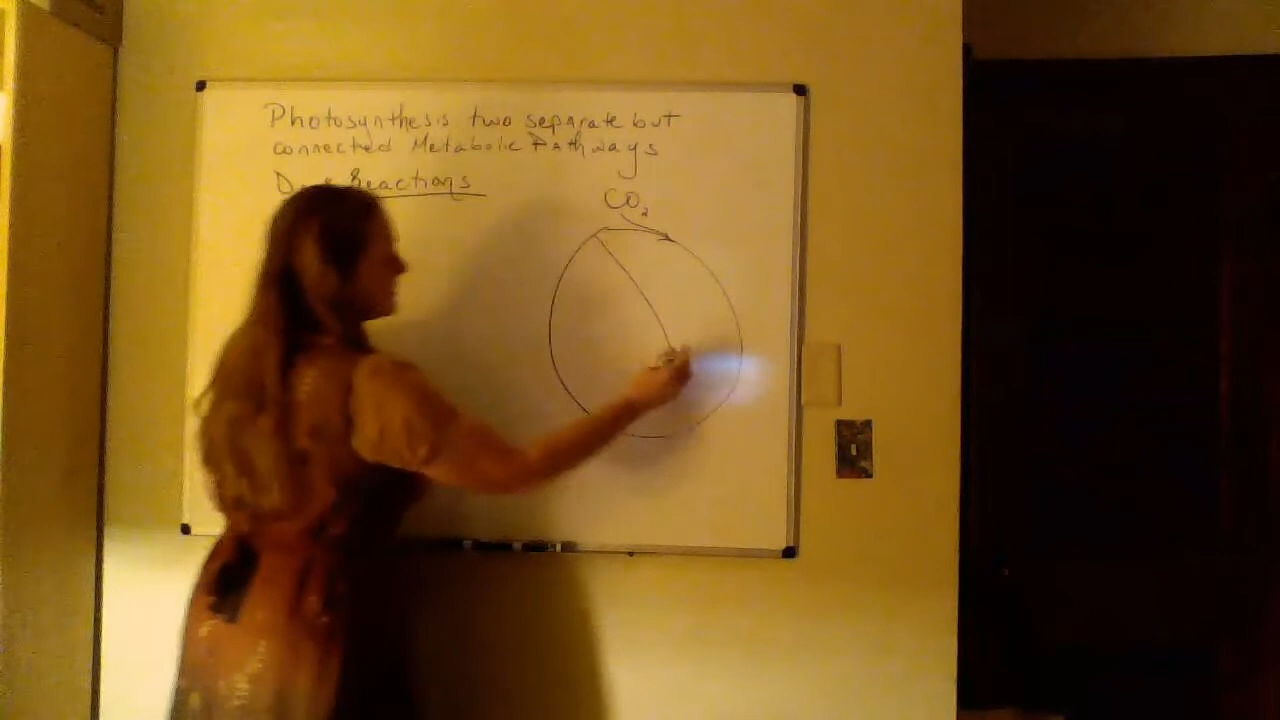 Photosynthesis two separate but
connected Metabolic Pathways
Reactions
CO₂